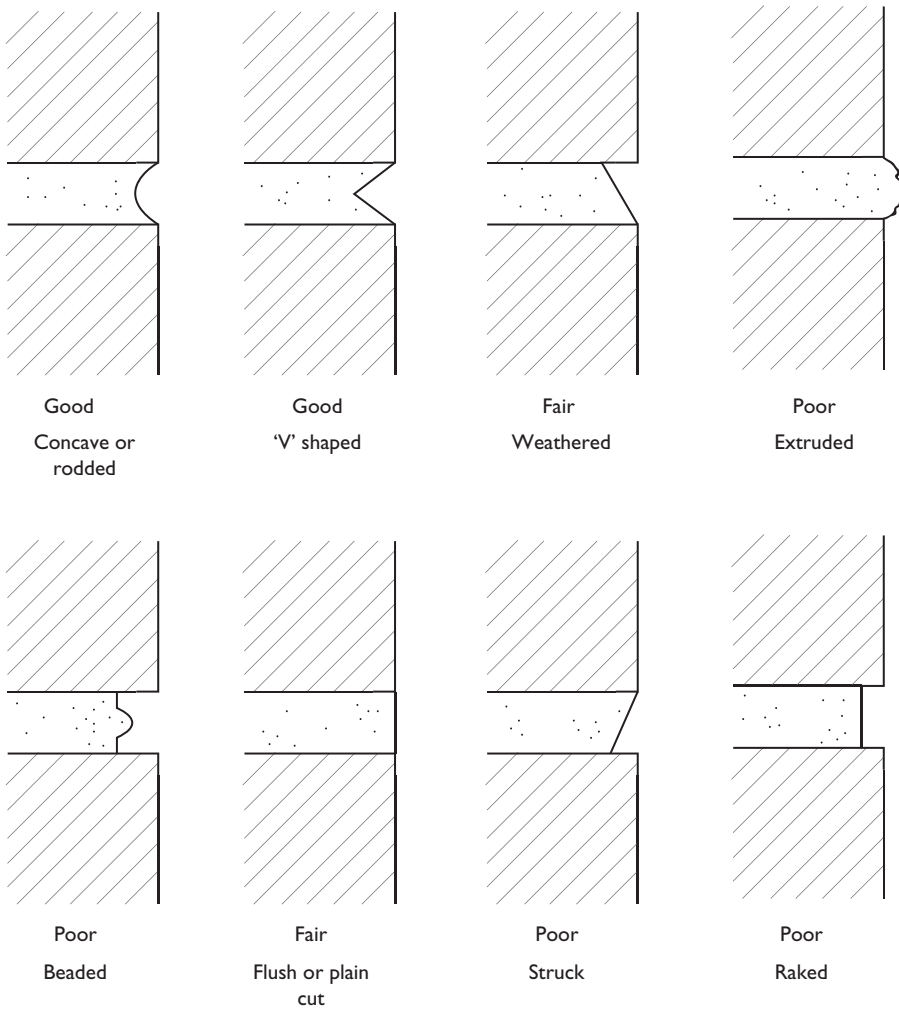 Good
Concave or
rodded
Good
‘V’ shaped
Fair
Weathered
Poor
Extruded
Poor
Beaded
Fair
Flush or plain
cut
Poor
Struck
Poor
Raked